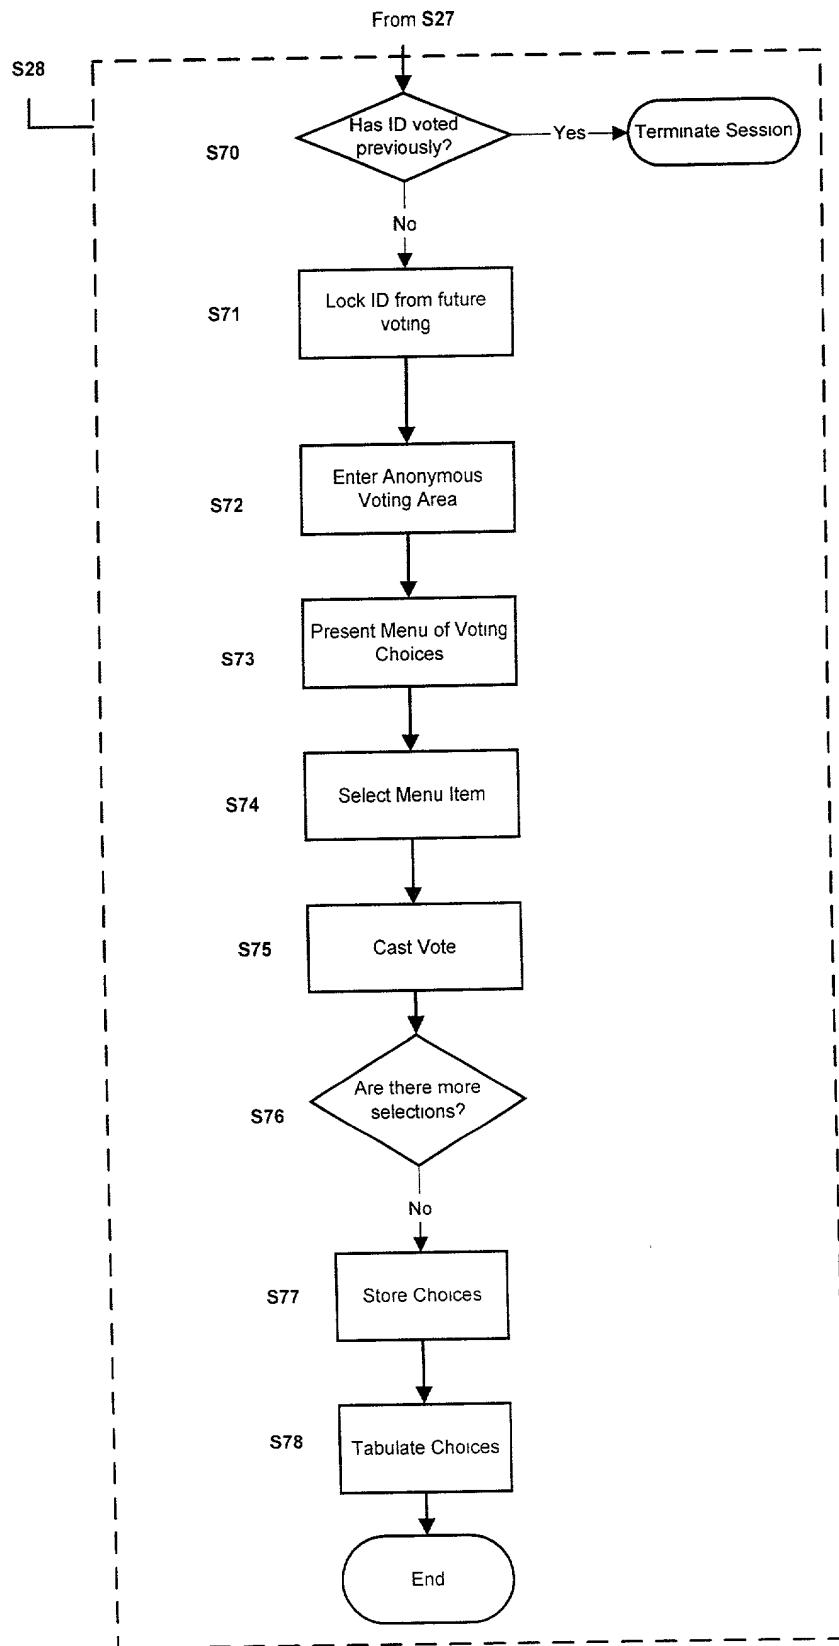 From S27
S28
Has ID voted
previously?
Yes
Terminate Session
S70
No
S71
Lock ID from future
voting
S72
Enter Anonymous
Voting Area
S73
Present Menu of Voting
Choices
S74
Select Menu Item
S75
Cast Vote
S76
Are there more
selections?
No
S77
Store Choices
S78
Tabulate Choices
End